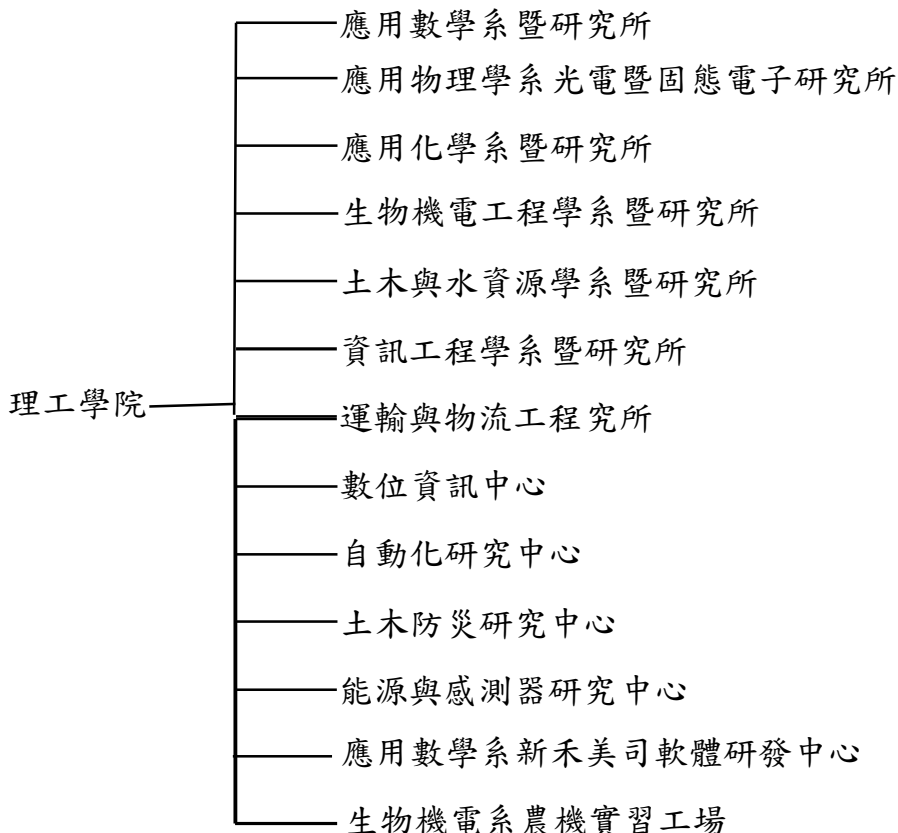 應用數學系暨研究所
應用物理學系光電暨固態電子研究所
應用化學系暨研究所
生物機電工程學系暨研究所
土木與水資源學系暨研究所
資訊工程學系暨研究所
理工學院
運輸與物流工程究所
數位資訊中心
自動化研究中心
土木防災研究中心
能源與感測器研究中心
應用數學系新禾美司軟體研發中心
生物機電系農機實習工場